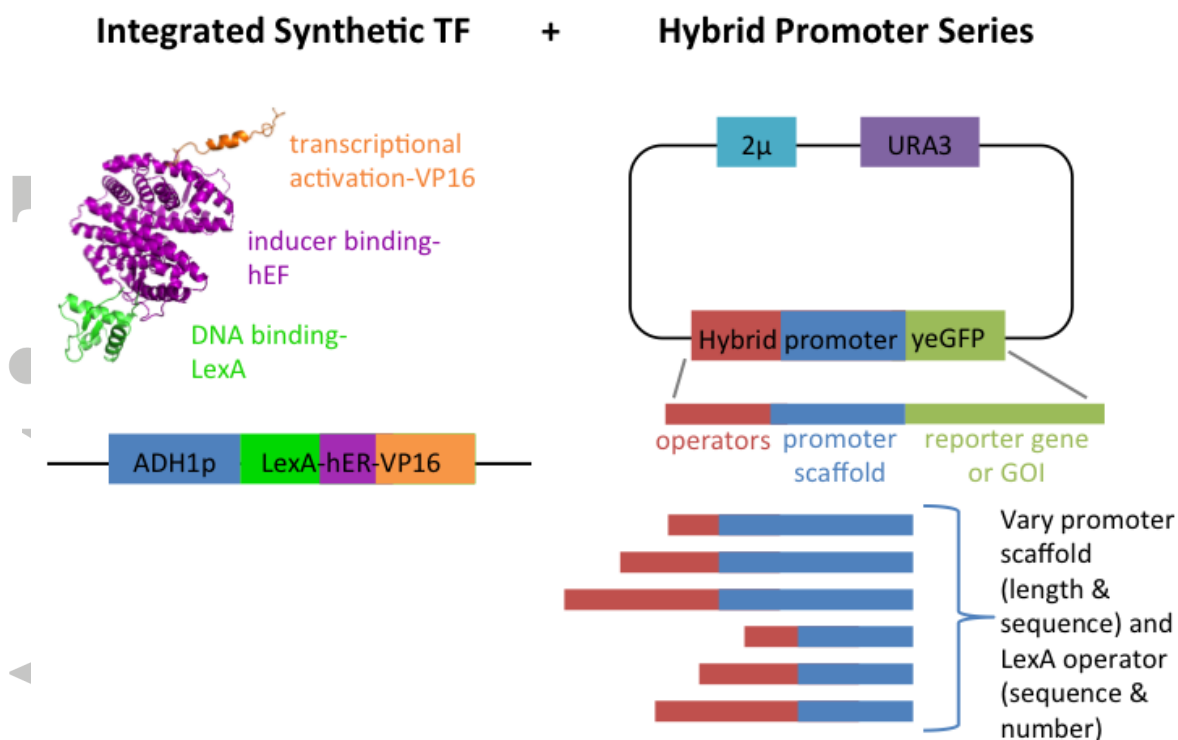 Integrated Synthetic TF + Hybrid Promoter Series
transcriptional
activation-VP16
inducer binding-
hEF
DNA binding-
LexA
ADH1p LexA-hER-VP16
2µ URA3
Hybrid promoter yeGFP
operators promoter scaffold
reporter gene or GOI
Vary promoter
scaffold
(length &
sequence) and
LexA operator
(sequence &
number)